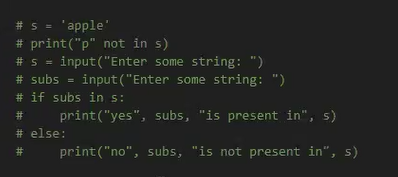 # s = 'apple'
# print("p" not in s)
# s = input("Enter some string: ")
# subs = input("Enter some string: ")
# if subs in s:
#     print("yes", subs, "is present in", s)
# else:
#     print("no", subs, "is not present in", s)